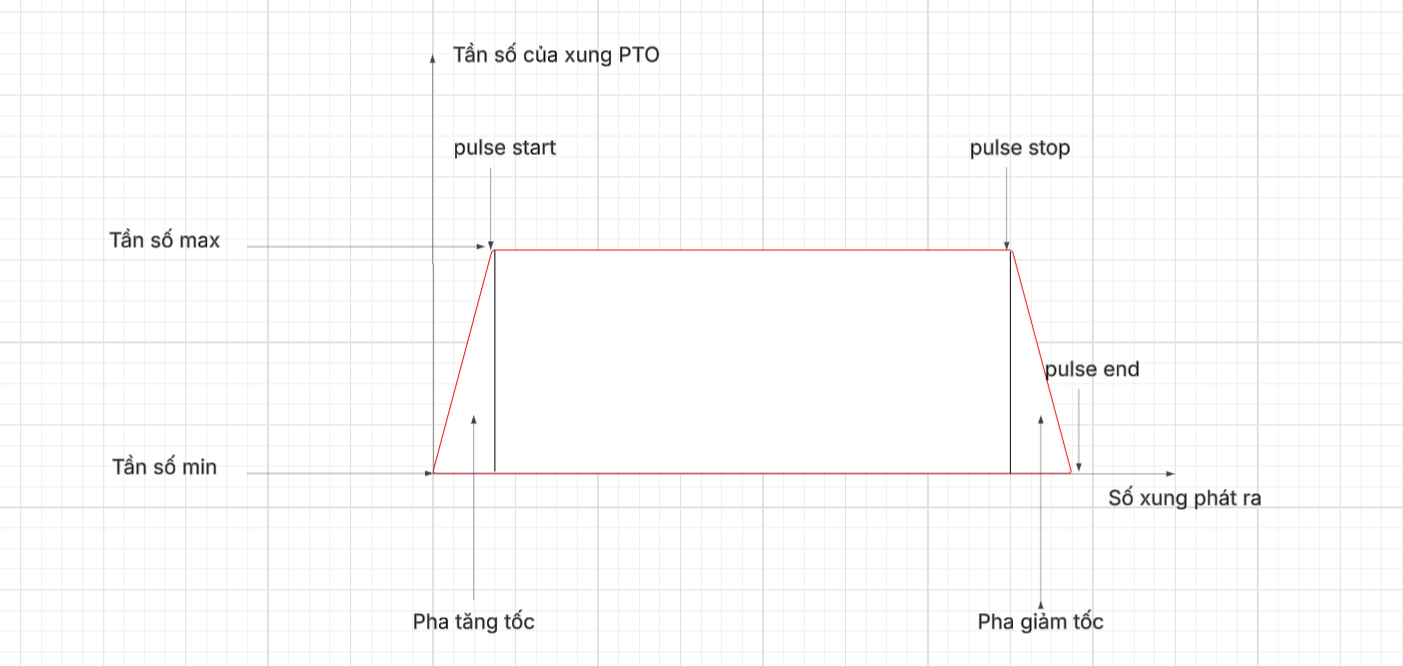 Tần số của xung PTO
pulse start
pulse stop
Tần số max
pulse end
Tần số min
Số xung phát ra
Pha tăng tốc
Pha giảm tốc